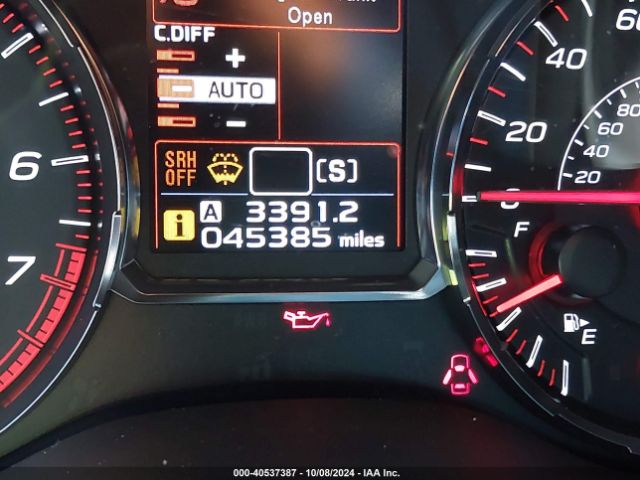 Open
C.DIFF
+
AUTO
-
SRH OFF
[S]
i A 3391.2
045385 miles
6
7
60
40
20
0
80
60
40
20
F
E
000-40537387 - 10/08/2024 - IAA Inc.